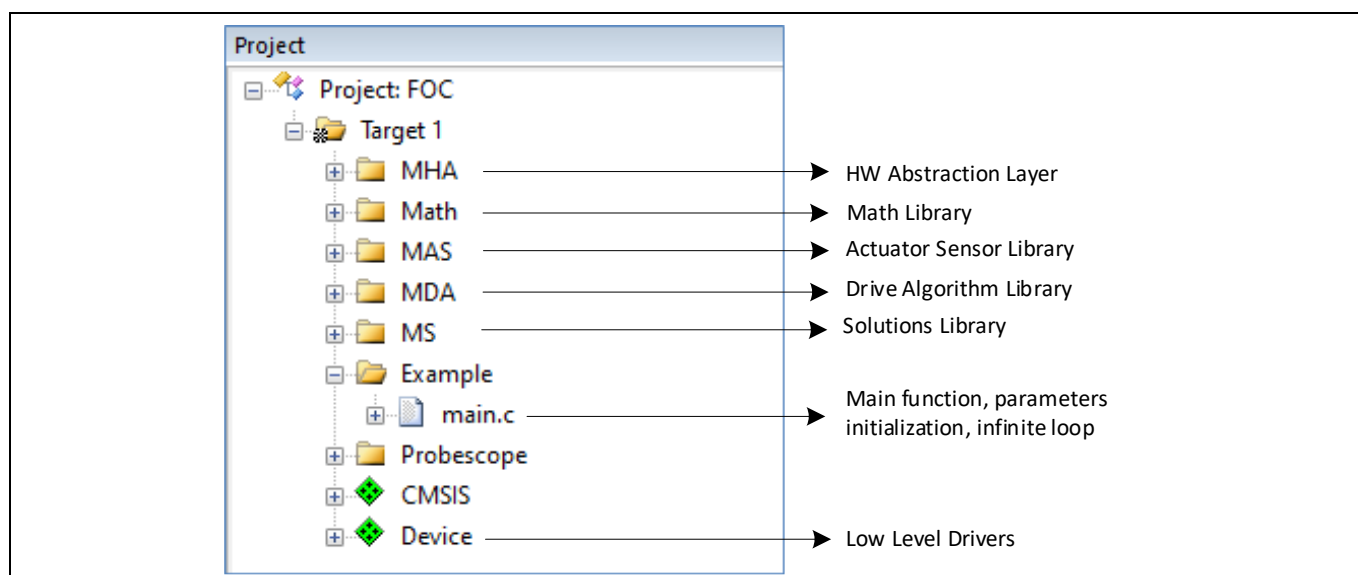 Project
Project: FOC
Target 1
MHA
HW Abstraction Layer
Math
Math Library
MAS
Actuator Sensor Library
MDA
Drive Algorithm Library
MS
Solutions Library
Example
main.c
Main function, parameters
initialization, infinite loop
Probescope
CMSIS
Device
Low Level Drivers